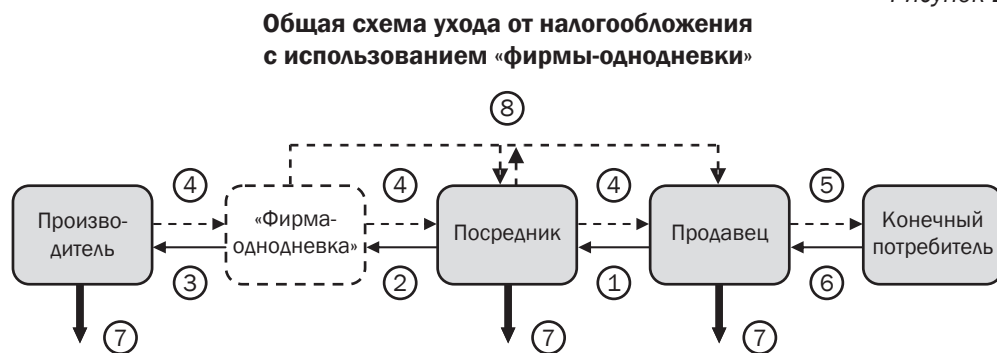 Общая схема ухода от налогообложения
с использованием «фирмы-однодневки»
8
4
4
4
5
Произво-
дитель
«Фирма-
однодневка»
Посредник
Продавец
Конечный
потребитель
3
2
1
6
7
7
7